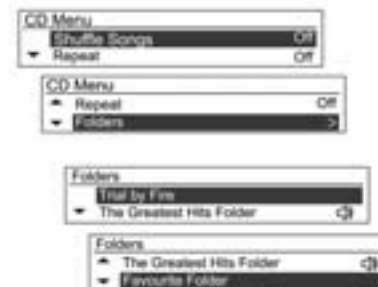 CD Menu
Shuffle Songs Off
Repeat Off
CD Menu
Repeat Off
Folders >
Folders
Trial by Fire
The Greatest Hits Folder
Folders
The Greatest Hits Folder
Favourite Folder